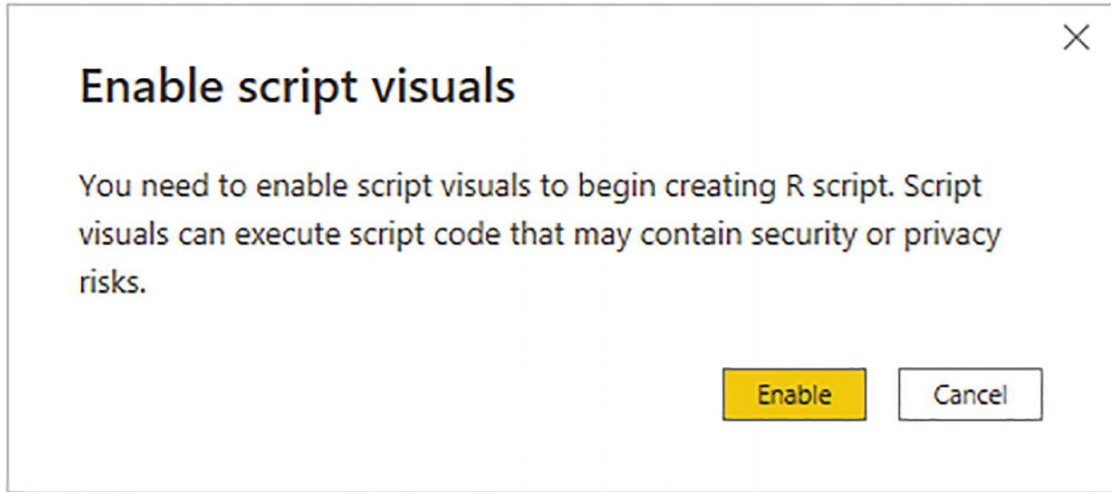 Enable script visuals
You need to enable script visuals to begin creating R script. Script
visuals can execute script code that may contain security or privacy
risks.
Enable
Cancel